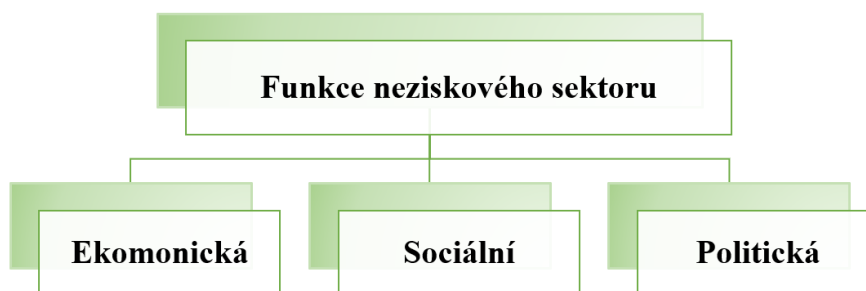 Funkce neziskového sektoru
Ekomonická
Sociální
Politická